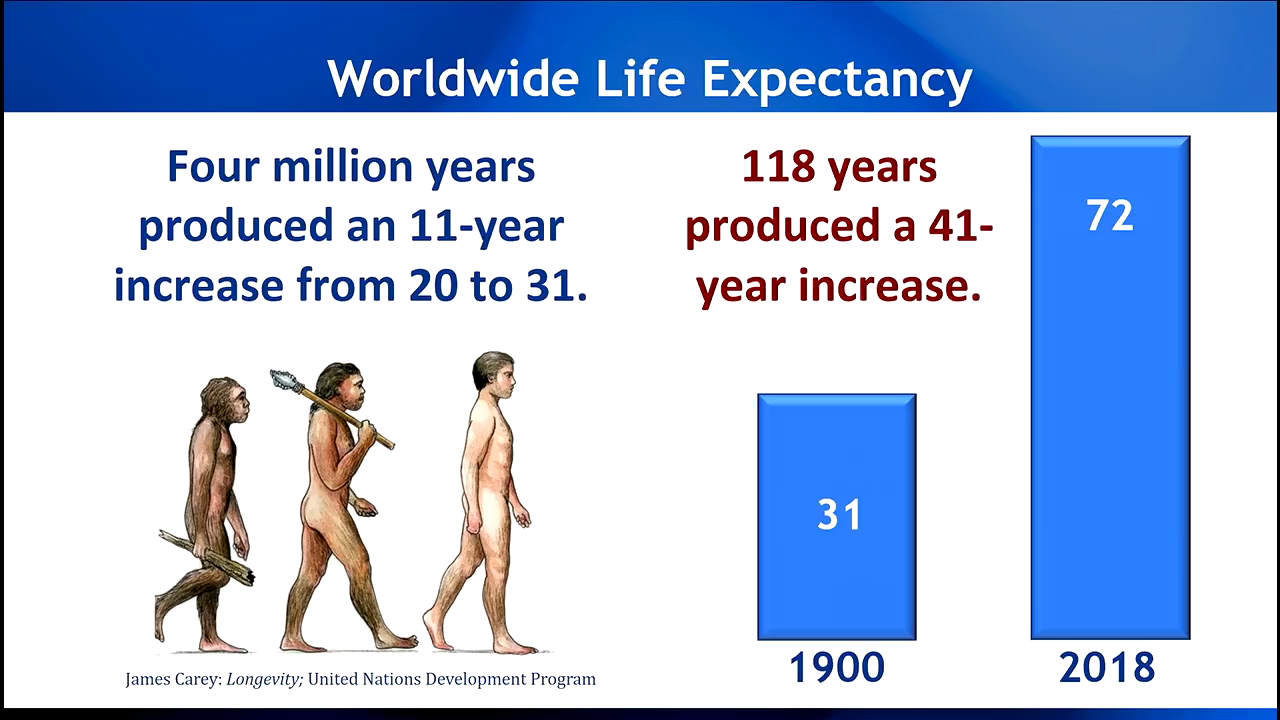 Worldwide Life Expectancy
Four million years
produced an 11-year
increase from 20 to 31.
118 years
produced a 41-
year increase.
72
31
1900
2018
James Carey: Longevity; United Nations Development Program